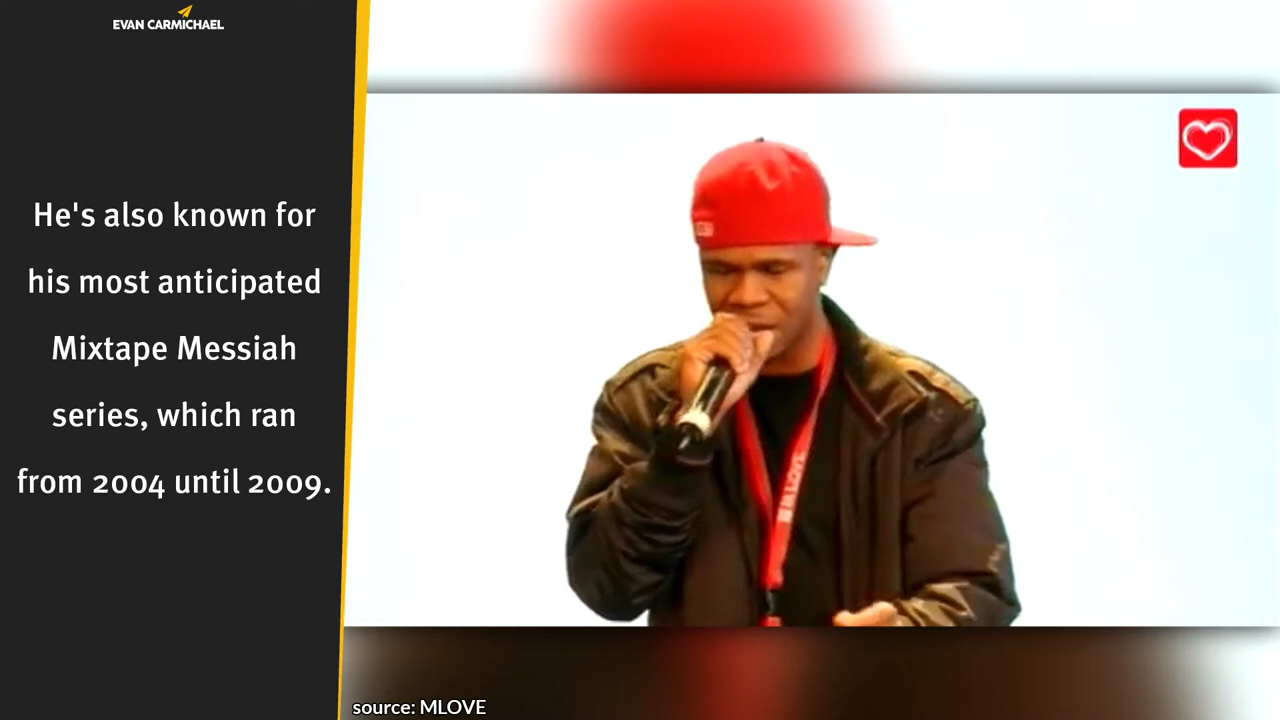 EVAN CARMICHAEL
He's also known for
his most anticipated
Mixtape Messiah
series, which ran
from 2004 until 2009.
MLOVE
source: MLOVE